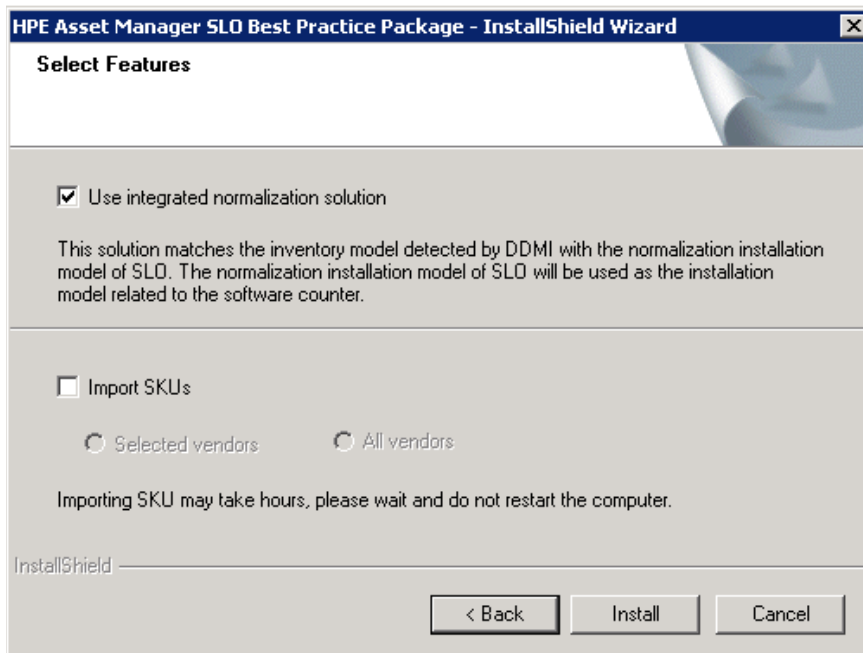 HPE Asset Manager SLO Best Practice Package - InstallShield Wizard
Select Features
Use integrated normalization solution
This solution matches the inventory model detected by DDMI with the normalization installation
model of SLO. The normalization installation model of SLO will be used as the installation
model related to the software counter.
Import SKUs
Selected vendors
All vendors
Importing SKU may take hours, please wait and do not restart the computer.
InstallShield
< Back
Install
Cancel